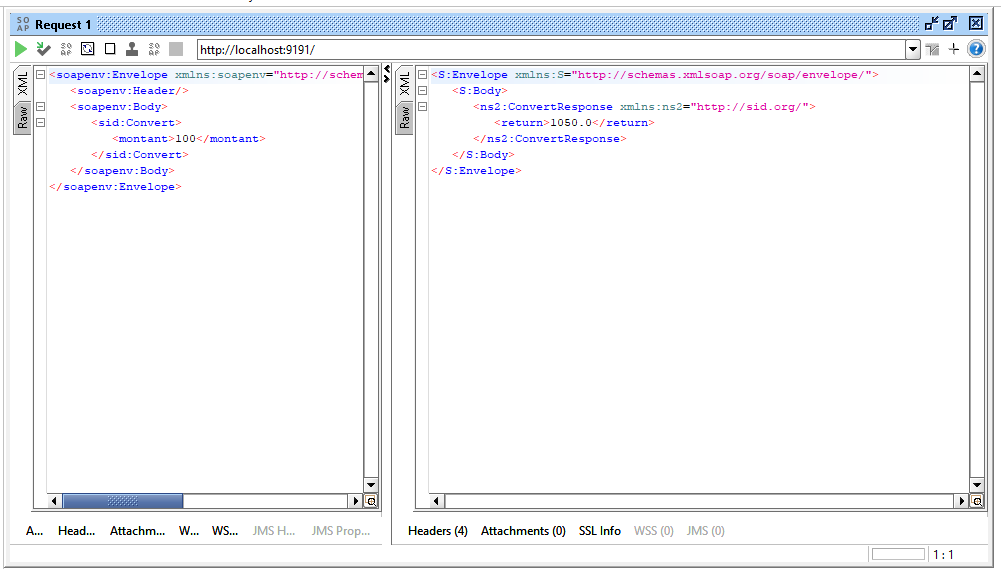 SO AP Request 1
http://localhost:9191/
XML
Raw
<soapenv:Envelope xmlns:soapenv="http://schem
<soapenv:Header/>
<soapenv:Body>
<sid:Convert>
<montant>100</montant>
</sid:Convert>
</soapenv:Body>
</soapenv:Envelope>
A... Head... Attachm... W... WS... JMS H... JMS Prop...
XML
Raw
<S:Envelope xmlns:S="http://schemas.xmlsoap.org/soap/envelope/">
<S:Body>
<ns2:ConvertResponse xmlns:ns2="http://sid.org/">
<return>1050.0</return>
</ns2:ConvertResponse>
</S:Body>
</S:Envelope>
Headers (4) Attachments (0) SSL Info WSS (0) JMS (0)
1 : 1